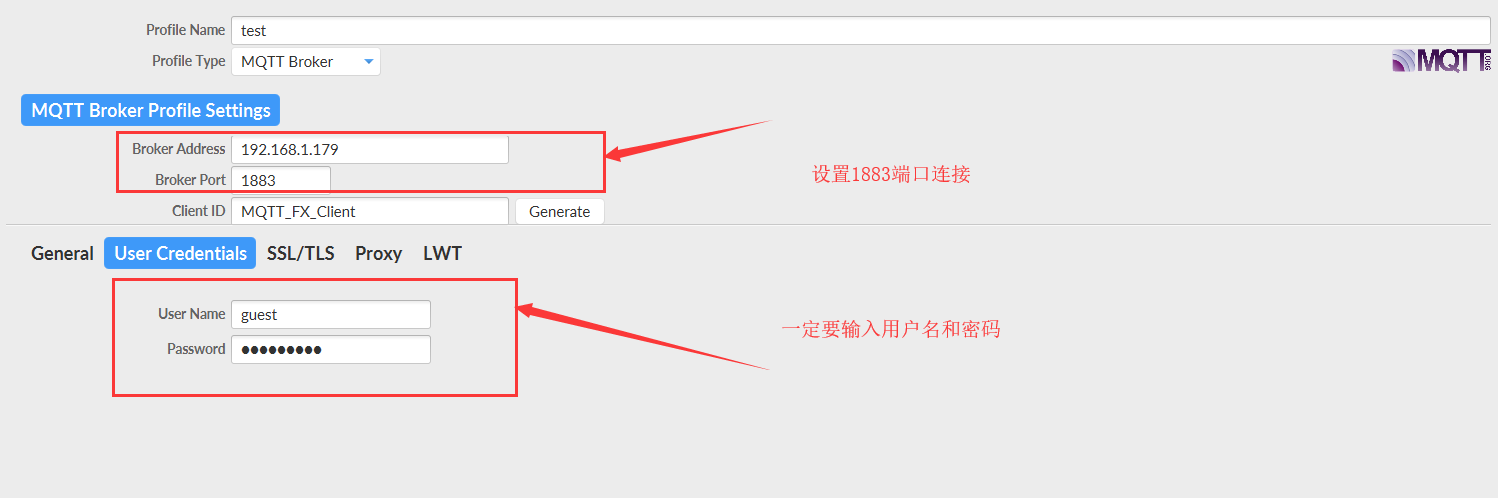 Profile Name test
Profile Type MQTT Broker
MQTT.ORG
MQTT Broker Profile Settings
Broker Address 192.168.1.179
设置1883端口连接
Broker Port 1883
Client ID MQTT_FX_Client Generate
General User Credentials SSL/TLS Proxy LWT
User Name guest
一定要输入用户名和密码
Password ●●●●●●●●●